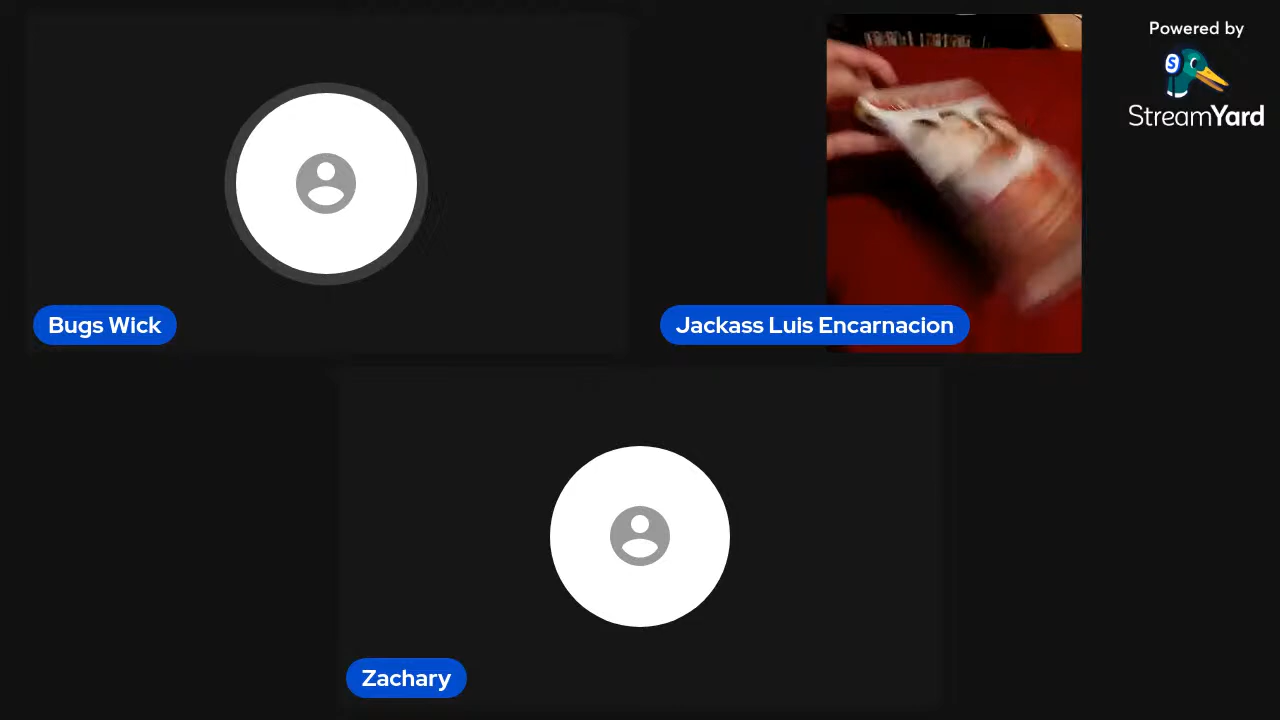 Powered by
S
StreamYard
Bugs Wick
Jackass Luis Encarnacion
Zachary